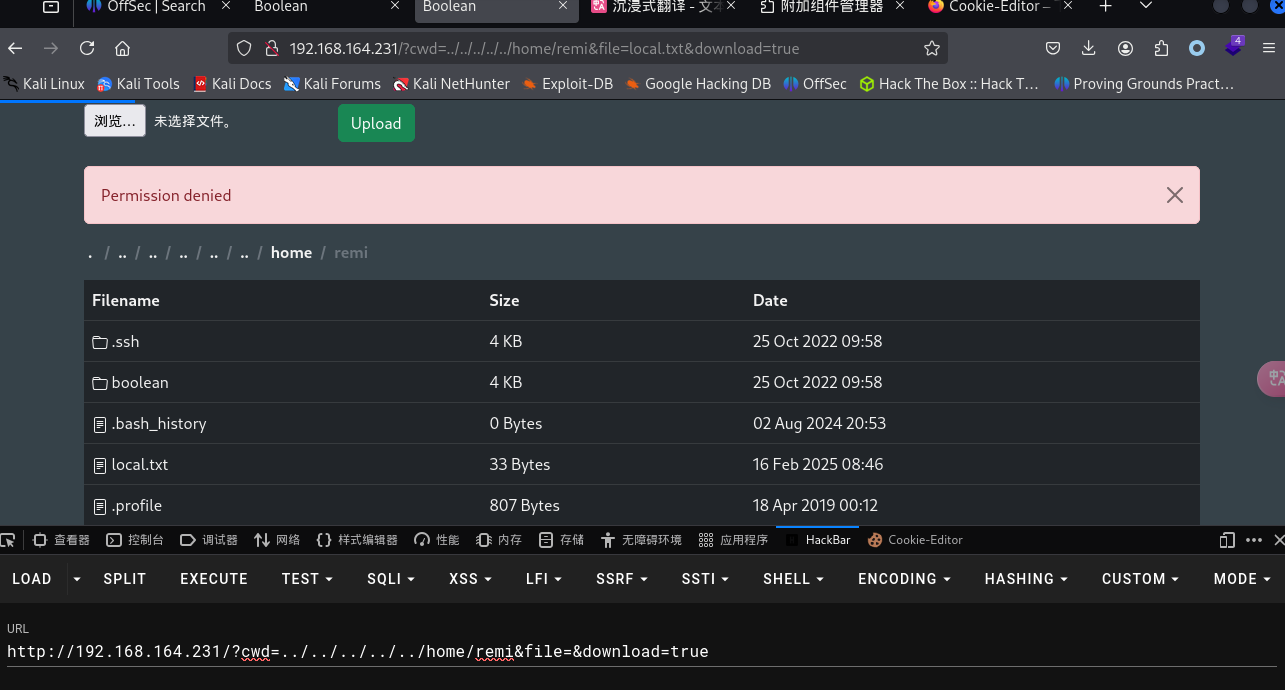 OffSec | Search × Boolean × Boolean × 沉浸式翻译 - 文本 × 附加组件管理器 × Cookie-Editor – ×
192.168.164.231/?cwd=../../../../../home/remi&file=local.txt&download=true
Kali Linux Kali Tools Kali Docs Kali Forums Kali NetHunter Exploit-DB Google Hacking DB OffSec Hack The Box :: Hack T… Proving Grounds Pract…
浏览… 未选择文件。 Upload
Permission denied
. / .. / .. / .. / .. / .. / home / remi
Filename Size Date
.ssh 4 KB 25 Oct 2022 09:58
boolean 4 KB 25 Oct 2022 09:58
.bash_history 0 Bytes 02 Aug 2024 20:53
local.txt 33 Bytes 16 Feb 2025 08:46
.profile 807 Bytes 18 Apr 2019 00:12
查看器 控制台 调试器 网络 样式编辑器 性能 内存 存储 无障碍环境 应用程序 HackBar Cookie-Editor
LOAD SPLIT EXECUTE TEST SQLI XSS LFI SSRF SSTI SHELL ENCODING HASHING CUSTOM MODE
URL
http://192.168.164.231/?cwd=../../../../../home/remi&file=&download=true